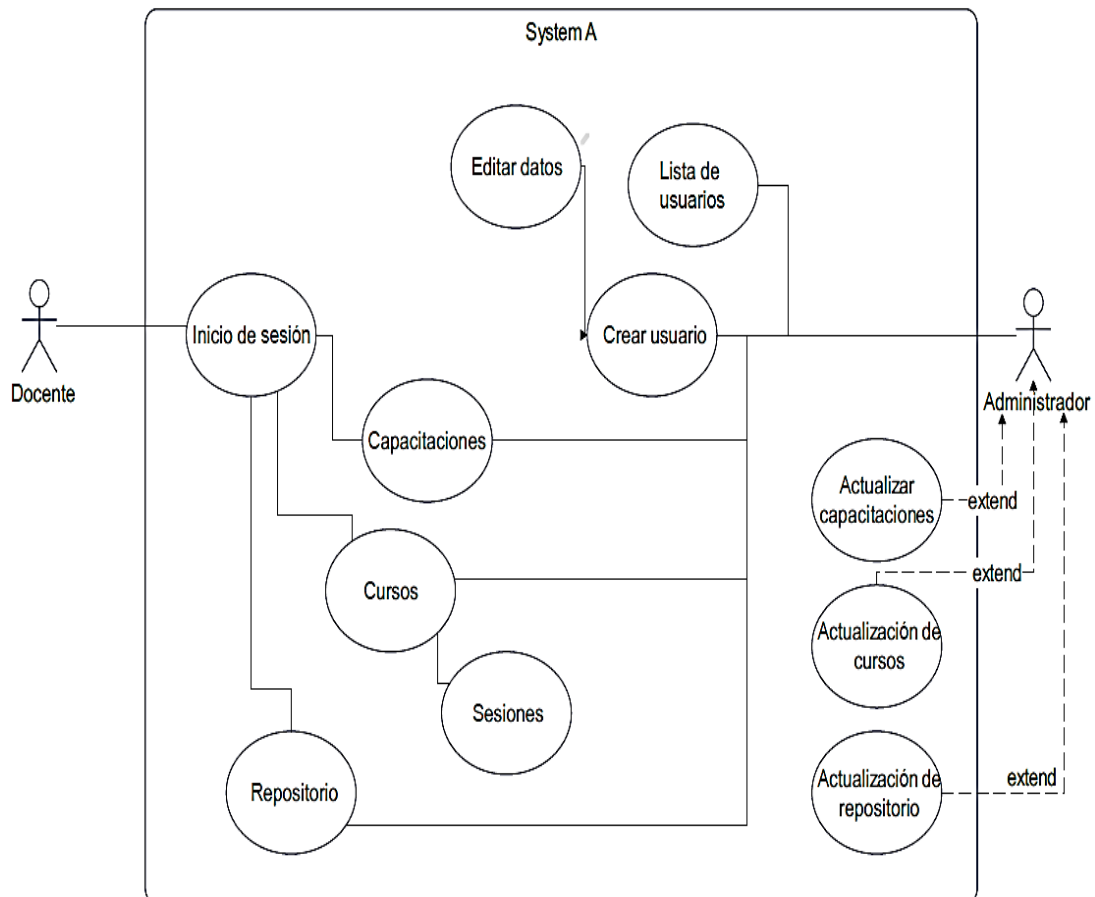 System A
Editar datos
Lista de
usuarios
Inicio de sesión
Crear usuario
Docente
Administrador
Capacitaciones
Actualizar
capacitaciones
extend
extend
Cursos
Actualización de
cursos
Sesiones
Repositorio
Actualización de
repositorio
extend